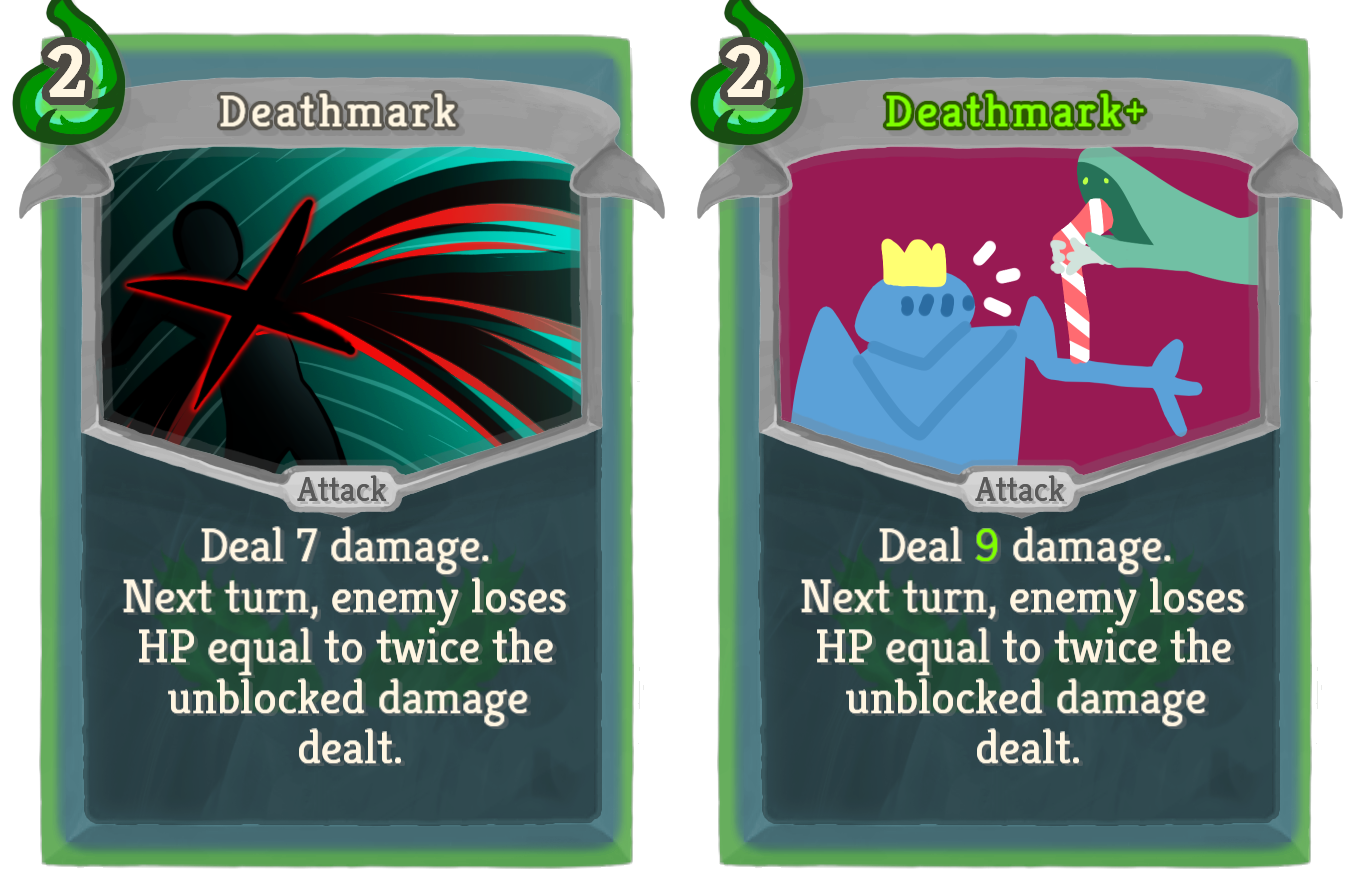 2
Deathmark
Attack
Deal 7 damage.
Next turn, enemy loses
HP equal to twice the
unblocked damage
dealt.
2
Deathmark+
Attack
Deal 9 damage.
Next turn, enemy loses
HP equal to twice the
unblocked damage
dealt.